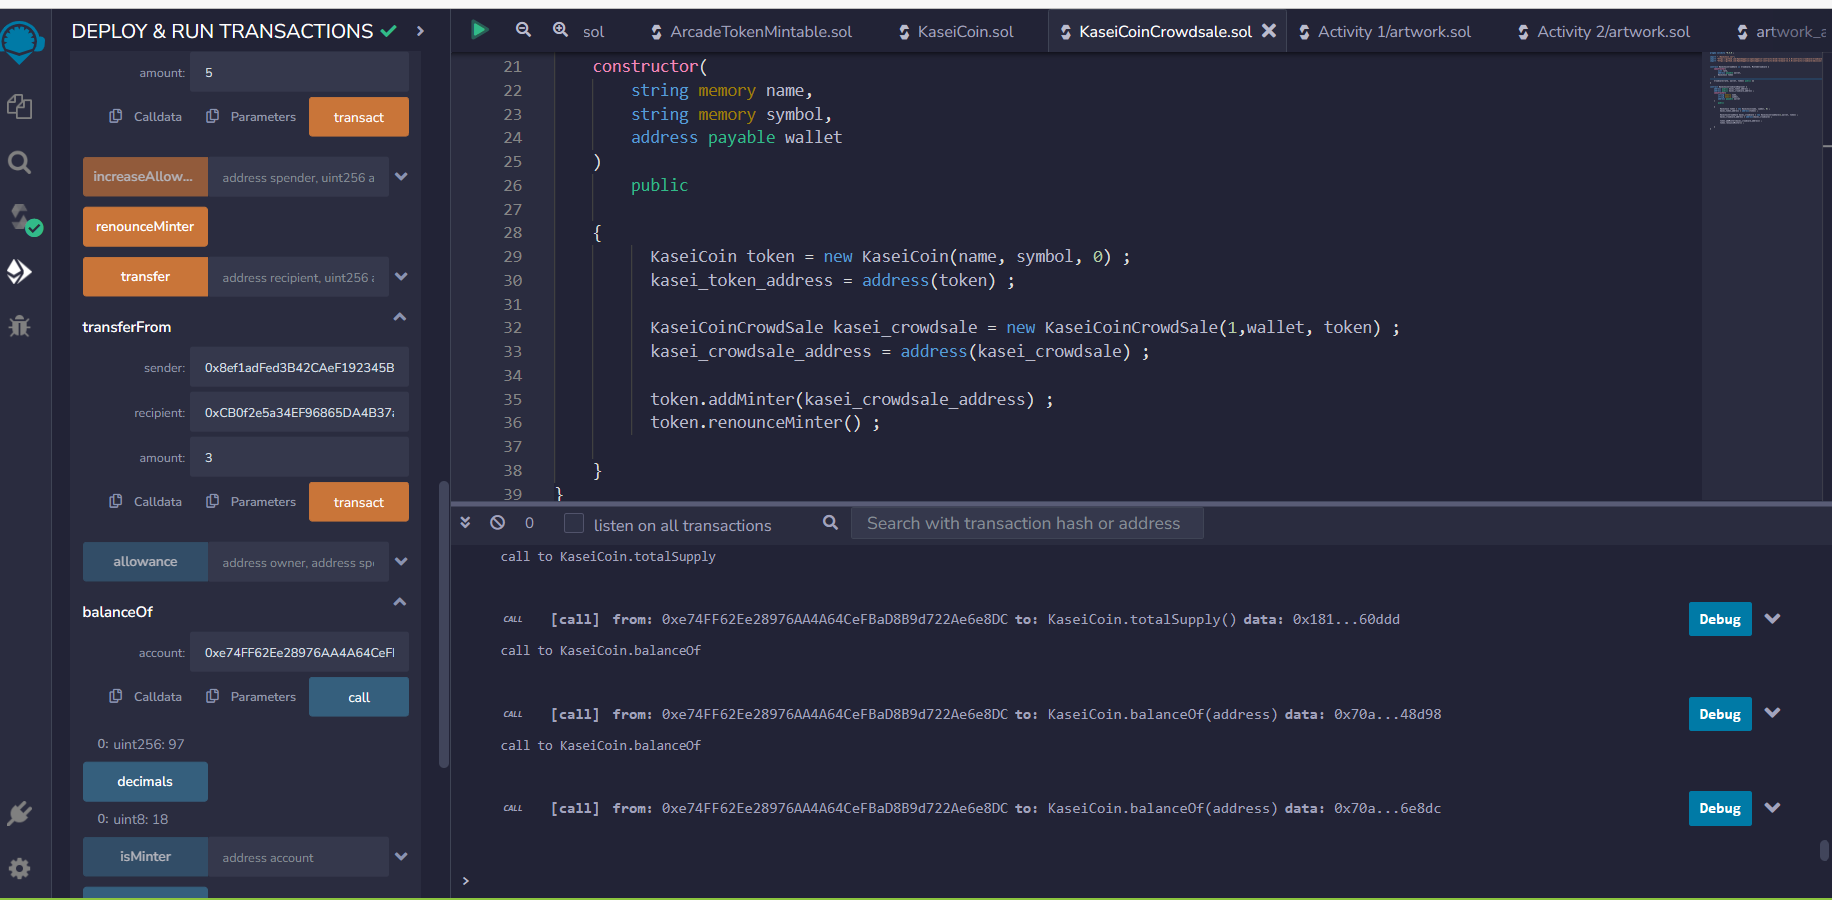 DEPLOY & RUN TRANSACTIONS
amount: 5
Calldata Parameters transact
increaseAllow... address spender, uint256 a
renounceMinter
transfer address recipient, uint256 a
transferFrom
sender: 0x8ef1adFed3B42CAeF192345B
recipient: 0xCB0f2e5a34EF96865DA4B37a
amount: 3
Calldata Parameters transact
allowance address owner, address spe
balanceOf
account: 0xe74FF62Ee28976AA4A64CeFl
Calldata Parameters call
0: uint256: 97
decimals
0: uint8: 18
isMinter address account
sol ArcadeTokenMintable.sol KaseiCoin.sol KaseiCoinCrowdsale.sol Activity 1/artwork.sol Activity 2/artwork.sol artwork_a
21 constructor(
22 string memory name,
23 string memory symbol,
24 address payable wallet
25 )
26 public
27
28 {
29 KaseiCoin token = new KaseiCoin(name, symbol, 0) ;
30 kasei_token_address = address(token) ;
31
32 KaseiCoinCrowdSale kasei_crowdsale = new KaseiCoinCrowdSale(1,wallet, token) ;
33 kasei_crowdsale_address = address(kasei_crowdsale) ;
34
35 token.addMinter(kasei_crowdsale_address) ;
36 token.renounceMinter() ;
37
38 }
39 }
0 listen on all transactions Search with transaction hash or address
call to KaseiCoin.totalSupply
CALL [call] from: 0xe74FF62Ee28976AA4A64CeFBaD8B9d722Ae6e8DC to: KaseiCoin.totalSupply() data: 0x181...60ddd Debug
call to KaseiCoin.balanceOf
CALL [call] from: 0xe74FF62Ee28976AA4A64CeFBaD8B9d722Ae6e8DC to: KaseiCoin.balanceOf(address) data: 0x70a...48d98 Debug
call to KaseiCoin.balanceOf
CALL [call] from: 0xe74FF62Ee28976AA4A64CeFBaD8B9d722Ae6e8DC to: KaseiCoin.balanceOf(address) data: 0x70a...6e8dc Debug
>